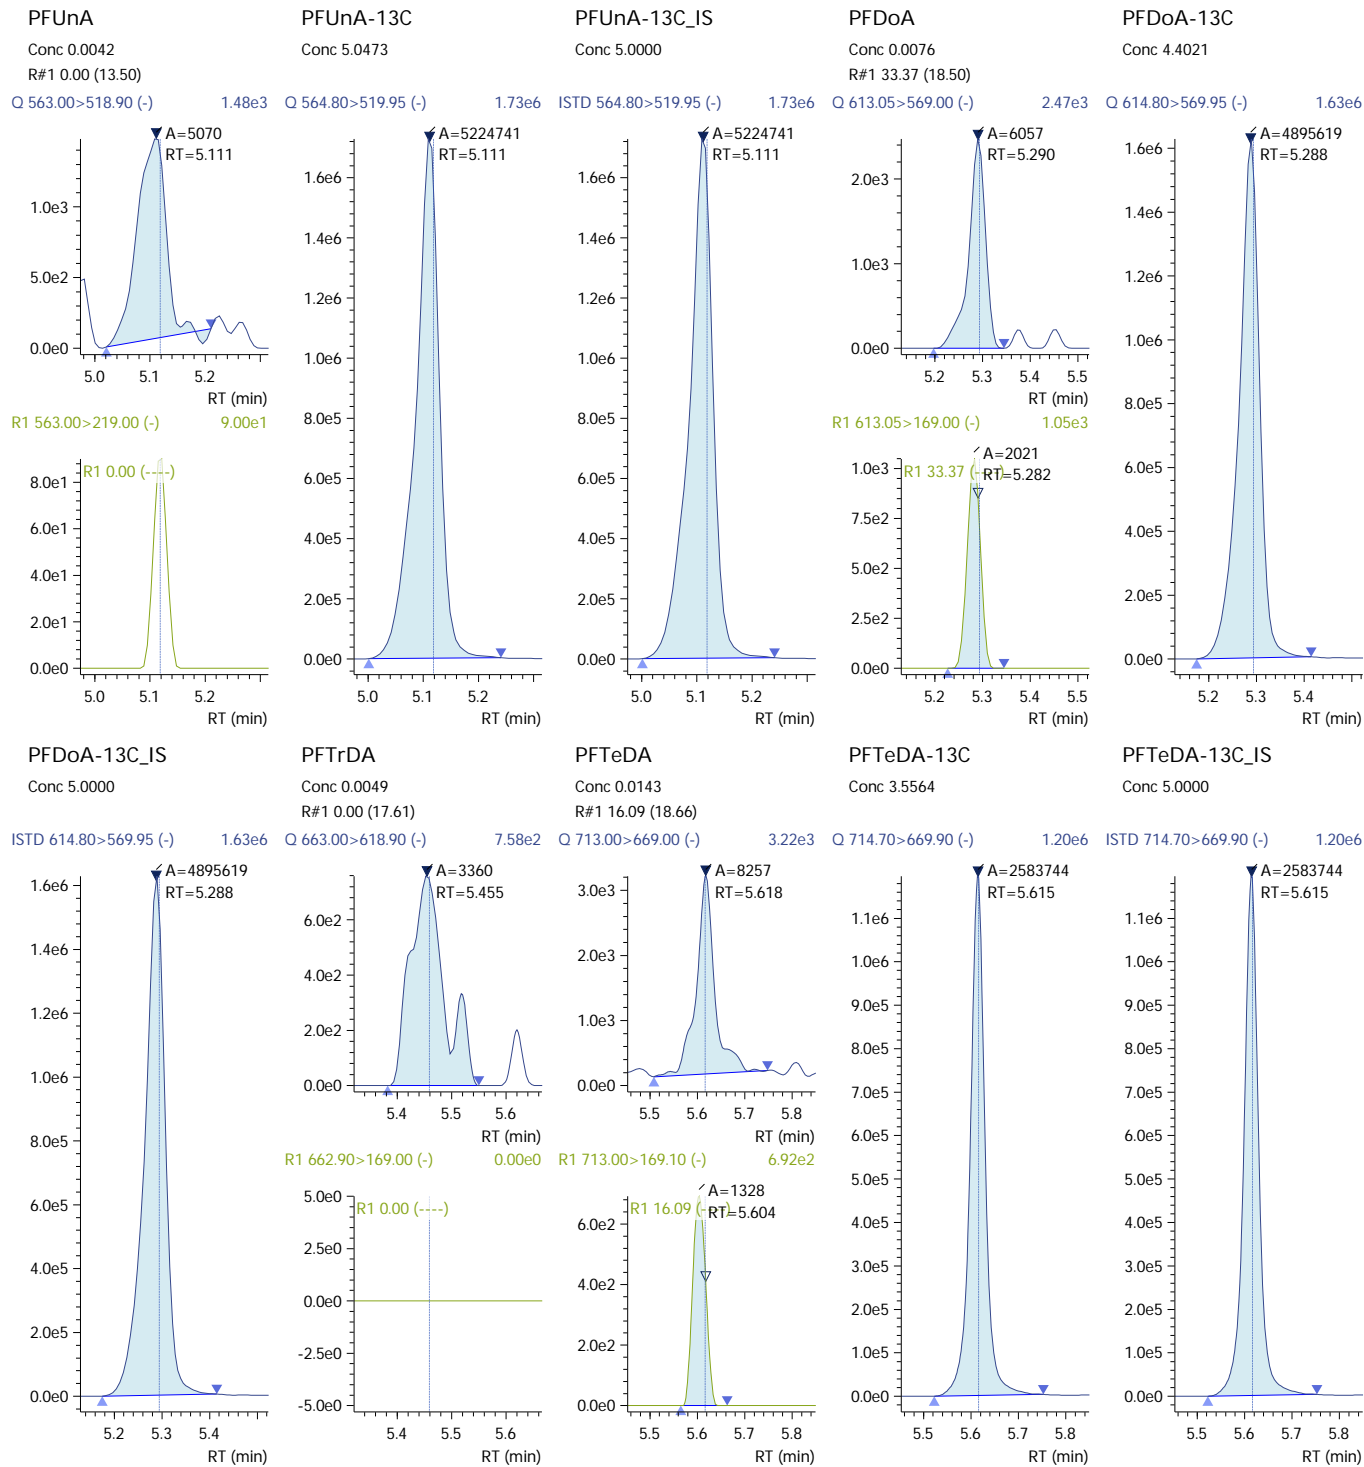 PFUnA
Conc 0.0042
R#1 0.00 (13.50)
Q 563.00>518.90 (-) 1.48e3
A=5070
RT=5.111
1.0e3
5.0e2
0.0e0
5.0 5.1 5.2
RT (min)
R1 563.00>219.00 (-) 9.00e1
R1 0.00 (----)
8.0e1
6.0e1
4.0e1
2.0e1
0.0e0
5.0 5.1 5.2
RT (min)
PFUnA-13C
Conc 5.0473
Q 564.80>519.95 (-) 1.73e6
A=5224741
RT=5.111
1.6e6
1.4e6
1.2e6
1.0e6
8.0e5
6.0e5
4.0e5
2.0e5
0.0e0
5.0 5.1 5.2
RT (min)
PFUnA-13C_IS
Conc 5.0000
ISTD 564.80>519.95 (-) 1.73e6
A=5224741
RT=5.111
1.6e6
1.4e6
1.2e6
1.0e6
8.0e5
6.0e5
4.0e5
2.0e5
0.0e0
5.0 5.1 5.2
RT (min)
PFDoA
Conc 0.0076
R#1 33.37 (18.50)
Q 613.05>569.00 (-) 2.47e3
A=6057
RT=5.290
2.0e3
1.0e3
0.0e0
5.2 5.3 5.4 5.5
RT (min)
R1 613.05>169.00 (-) 1.05e3
A=2021
R1 33.37 (----)
RT=5.282
1.0e3
7.5e2
5.0e2
2.5e2
0.0e0
5.2 5.3 5.4 5.5
RT (min)
PFDoA-13C
Conc 4.4021
Q 614.80>569.95 (-) 1.63e6
A=4895619
RT=5.288
1.6e6
1.4e6
1.2e6
1.0e6
8.0e5
6.0e5
4.0e5
2.0e5
0.0e0
5.2 5.3 5.4
RT (min)
PFDoA-13C_IS
Conc 5.0000
ISTD 614.80>569.95 (-) 1.63e6
A=4895619
RT=5.288
1.6e6
1.4e6
1.2e6
1.0e6
8.0e5
6.0e5
4.0e5
2.0e5
0.0e0
5.2 5.3 5.4
RT (min)
PFTrDA
Conc 0.0049
R#1 0.00 (17.61)
Q 663.00>618.90 (-) 7.58e2
A=3360
RT=5.455
6.0e2
4.0e2
2.0e2
0.0e0
5.4 5.5 5.6
RT (min)
R1 662.90>169.00 (-) 0.00e0
R1 0.00 (----)
5.0e0
2.5e0
0.0e0
-2.5e0
-5.0e0
5.4 5.5 5.6
RT (min)
PFTeDA
Conc 0.0143
R#1 16.09 (18.66)
Q 713.00>669.00 (-) 3.22e3
A=8257
RT=5.618
3.0e3
2.0e3
1.0e3
0.0e0
5.5 5.6 5.7 5.8
RT (min)
R1 713.00>169.10 (-) 6.92e2
A=1328
R1 16.09 (----)
RT=5.604
6.0e2
4.0e2
2.0e2
0.0e0
5.5 5.6 5.7 5.8
RT (min)
PFTeDA-13C
Conc 3.5564
Q 714.70>669.90 (-) 1.20e6
A=2583744
RT=5.615
1.1e6
1.0e6
9.0e5
8.0e5
7.0e5
6.0e5
5.0e5
4.0e5
3.0e5
2.0e5
1.0e5
0.0e0
5.5 5.6 5.7 5.8
RT (min)
PFTeDA-13C_IS
Conc 5.0000
ISTD 714.70>669.90 (-) 1.20e6
A=2583744
RT=5.615
1.1e6
1.0e6
9.0e5
8.0e5
7.0e5
6.0e5
5.0e5
4.0e5
3.0e5
2.0e5
1.0e5
0.0e0
5.5 5.6 5.7 5.8
RT (min)